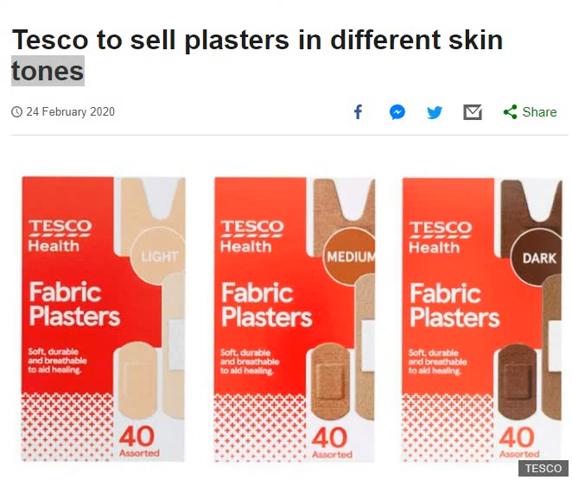 Tesco to sell plasters in different skin
tones
24 February 2020
Share
TESCO
Health
LIGHT
Fabric
Plasters
Soft, durable
and breathable
to aid healing.
40
Assorted
TESCO
Health
MEDIUM
Fabric
Plasters
Soft, durable
and breathable
to aid healing.
40
Assorted
TESCO
Health
DARK
Fabric
Plasters
Soft, durable
and breathable
to aid healing.
40
Assorted
TESCO